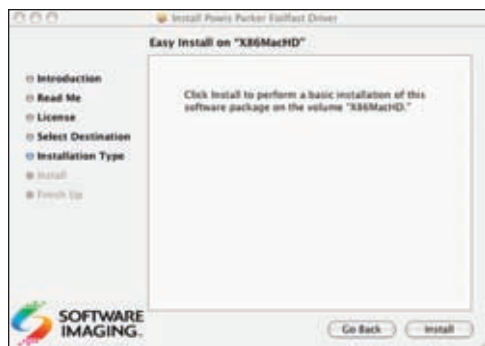 Install Powis Parker Foilfast Driver
Easy Install on "X86MacHD"
Introduction
Read Me
License
Select Destination
Installation Type
Install
Finish Up
Click Install to perform a basic installation of this
software package on the volume "X86MacHD."
SOFTWARE
IMAGING.
Go Back
Install